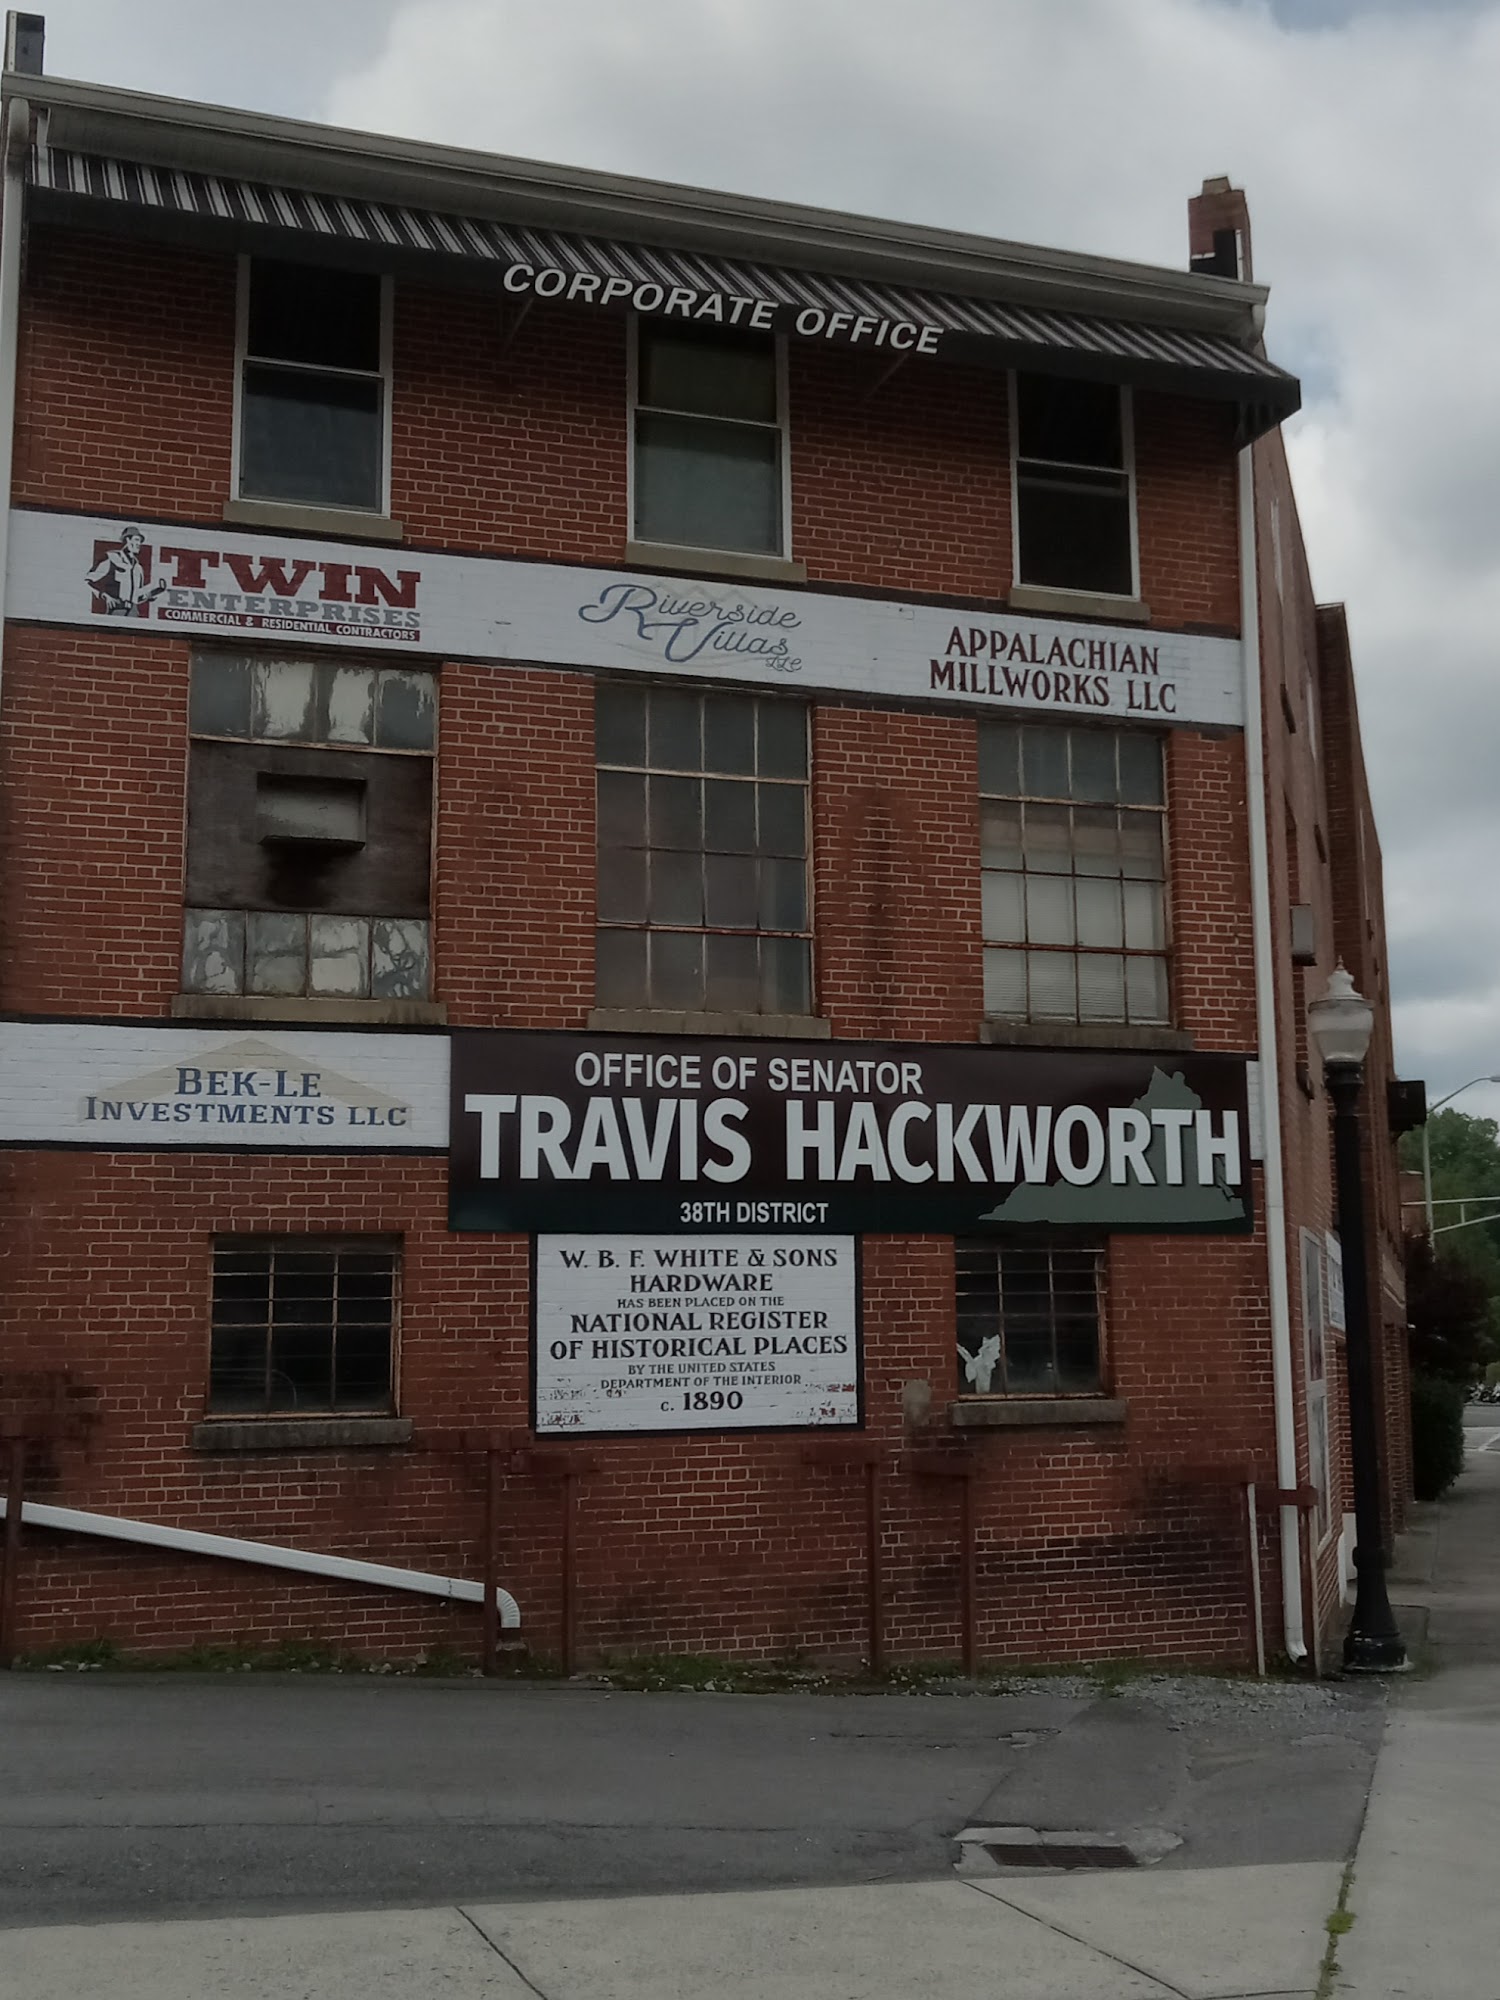 CORPORATE OFFICE
TWIN
ENTERPRISES
COMMERCIAL & RESIDENTIAL CONTRACTORS
Riverside
Villas
LLC
APPALACHIAN
MILLWORKS LLC
BEK-LE
INVESTMENTS LLC
OFFICE OF SENATOR
TRAVIS HACKWORTH
38TH DISTRICT
W. B. F. WHITE & SONS
HARDWARE
HAS BEEN PLACED ON THE
NATIONAL REGISTER
OF HISTORICAL PLACES
BY THE UNITED STATES
DEPARTMENT OF THE INTERIOR
c. 1890